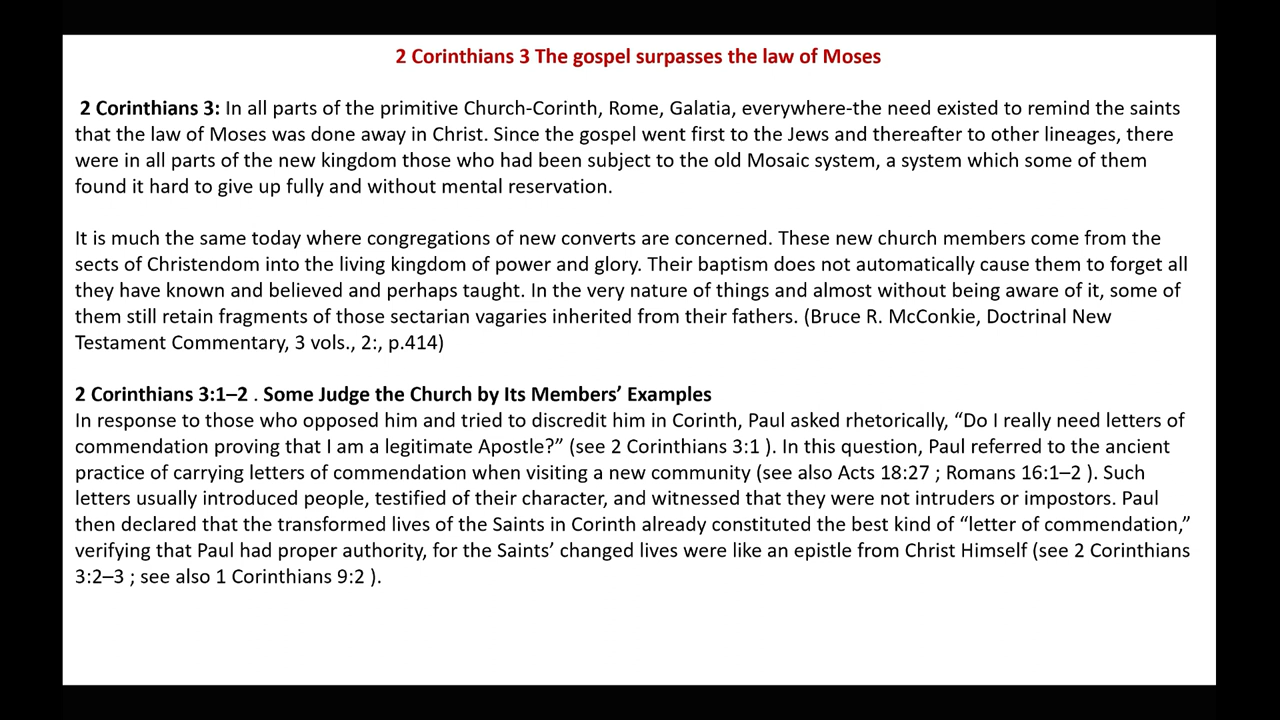 2 Corinthians 3 The gospel surpasses the law of Moses
2 Corinthians 3: In all parts of the primitive Church-Corinth, Rome, Galatia, everywhere-the need existed to remind the saints
that the law of Moses was done away in Christ. Since the gospel went first to the Jews and thereafter to other lineages, there
were in all parts of the new kingdom those who had been subject to the old Mosaic system, a system which some of them
found it hard to give up fully and without mental reservation.
It is much the same today where congregations of new converts are concerned. These new church members come from the
sects of Christendom into the living kingdom of power and glory. Their baptism does not automatically cause them to forget all
they have known and believed and perhaps taught. In the very nature of things and almost without being aware of it, some of
them still retain fragments of those sectarian vagaries inherited from their fathers. (Bruce R. McConkie, Doctrinal New
Testament Commentary, 3 vols., 2:, p.414)
2 Corinthians 3:1–2 . Some Judge the Church by Its Members’ Examples
In response to those who opposed him and tried to discredit him in Corinth, Paul asked rhetorically, “Do I really need letters of
commendation proving that I am a legitimate Apostle?” (see 2 Corinthians 3:1 ). In this question, Paul referred to the ancient
practice of carrying letters of commendation when visiting a new community (see also Acts 18:27 ; Romans 16:1–2 ). Such
letters usually introduced people, testified of their character, and witnessed that they were not intruders or impostors. Paul
then declared that the transformed lives of the Saints in Corinth already constituted the best kind of “letter of commendation,”
verifying that Paul had proper authority, for the Saints’ changed lives were like an epistle from Christ Himself (see 2 Corinthians
3:2–3 ; see also 1 Corinthians 9:2 ).